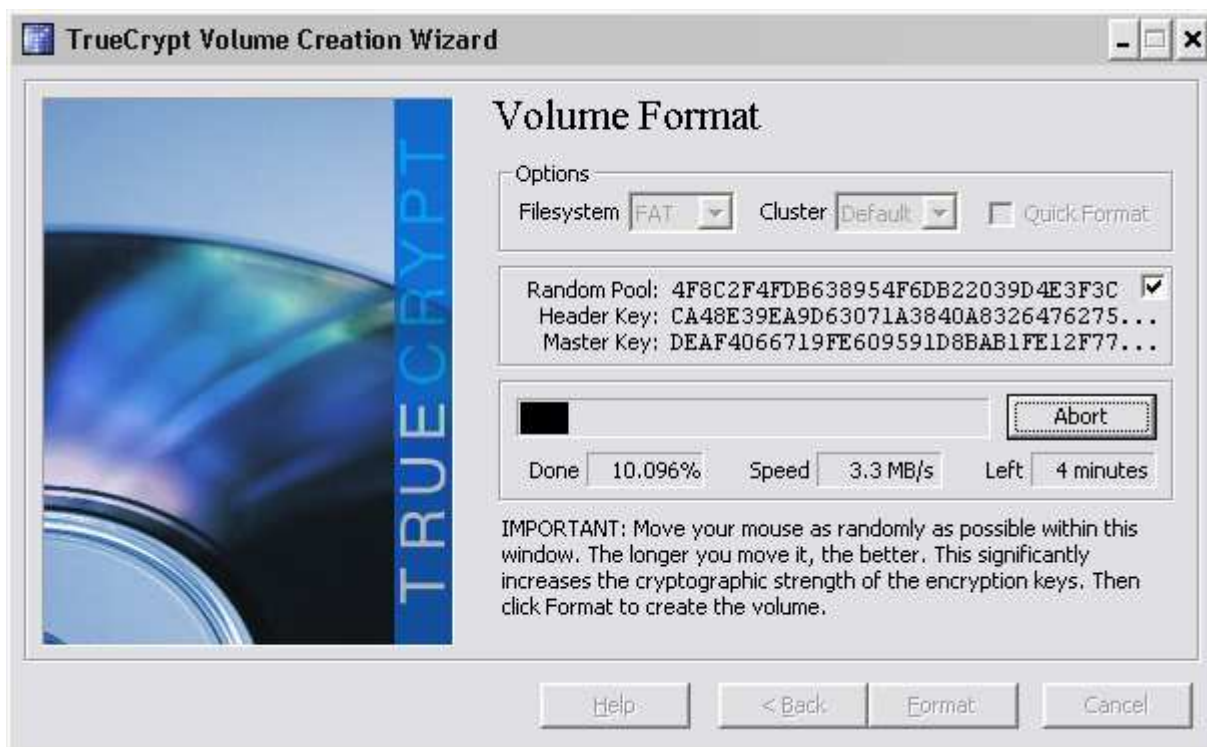 TrueCrypt Volume Creation Wizard
TRUECRYPT
Volume Format
Options
Filesystem FAT Cluster Default Quick Format
Random Pool: 4F8C2F4FDB638954F6DB22039D4E3F3C
Header Key: CA48E39EA9D63071A3840A8326476275...
Master Key: DEAF4066719FE609591D8BAB1FE12F77...
Abort
Done 10.096% Speed 3.3 MB/s Left 4 minutes
IMPORTANT: Move your mouse as randomly as possible within this
window. The longer you move it, the better. This significantly
increases the cryptographic strength of the encryption keys. Then
click Format to create the volume.
Help < Back Format Cancel